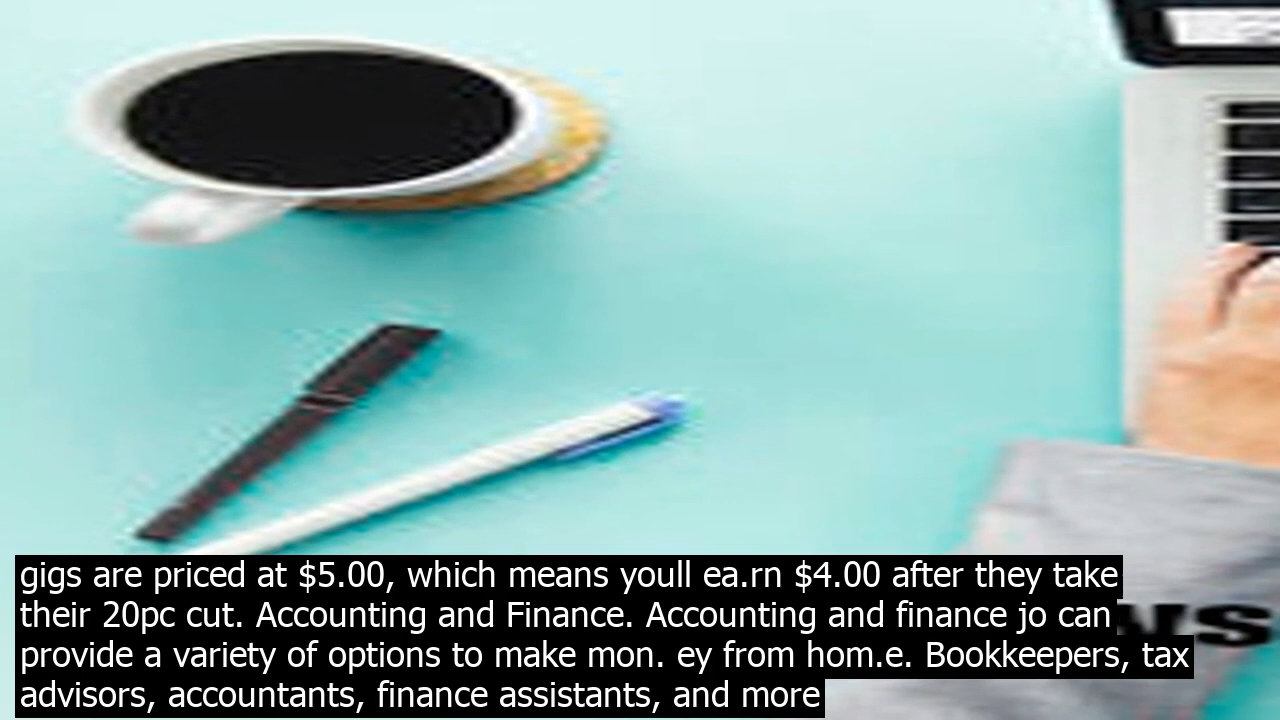 gigs are priced at $5.00, which means youll ea.rn $4.00 after they take
their 20pc cut. Accounting and Finance. Accounting and finance jo can
provide a variety of options to make mon. ey from hom.e. Bookkeepers, tax
advisors, accountants, finance assistants, and more